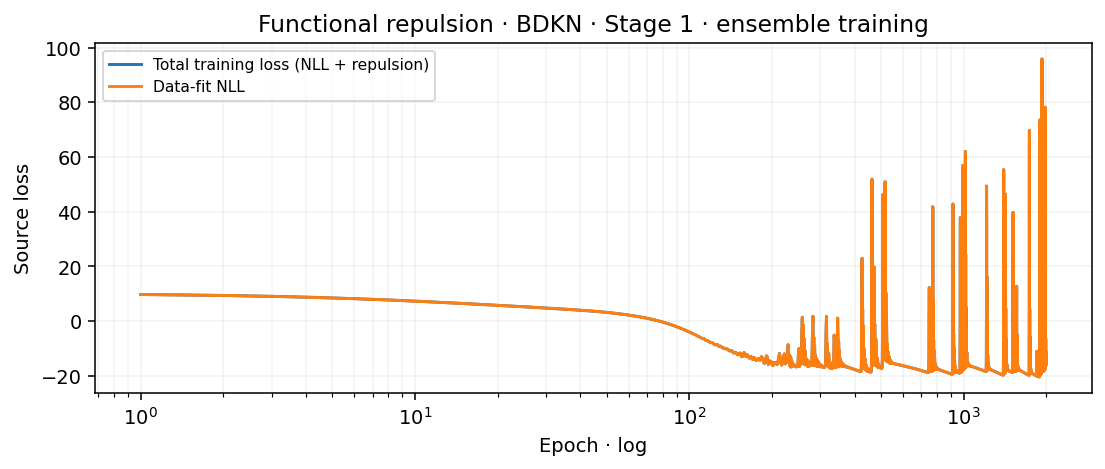 Functional repulsion · BDKN · Stage 1 · ensemble training
Total training loss (NLL + repulsion)
Data-fit NLL
Source loss
100
80
60
40
20
0
−20
10⁰
10¹
10²
10³
Epoch · log